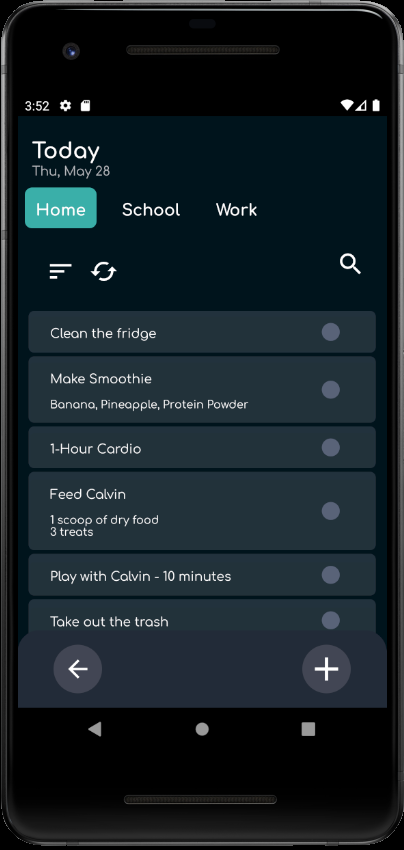 3:52
Today
Thu, May 28
Home School Work
Clean the fridge
Make Smoothie
Banana, Pineapple, Protein Powder
1-Hour Cardio
Feed Calvin
1 scoop of dry food
3 treats
Play with Calvin - 10 minutes
Take out the trash